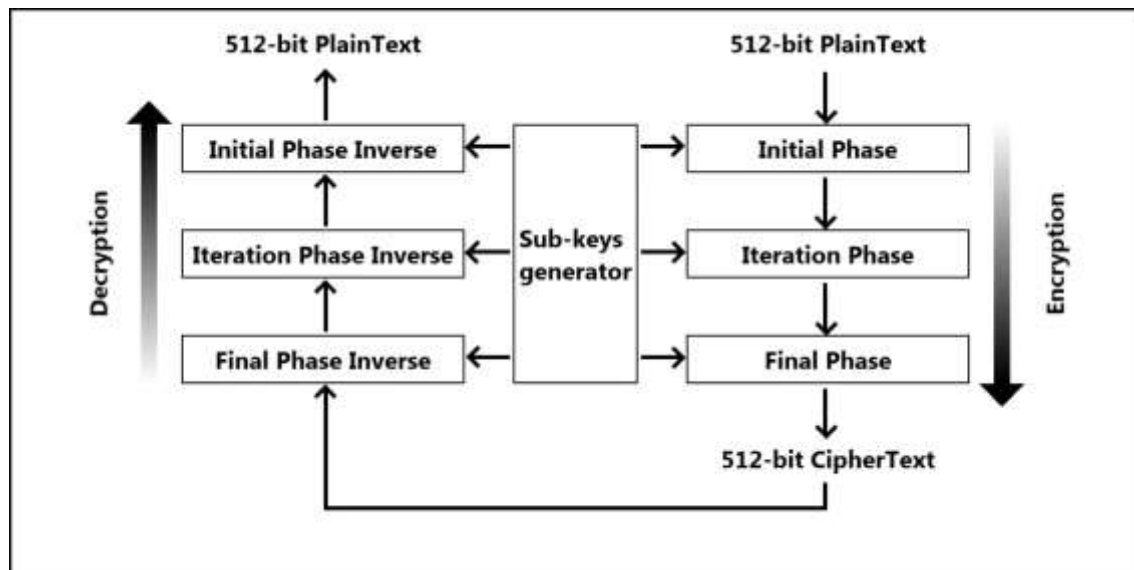 512-bit PlainText
512-bit PlainText
Initial Phase Inverse
Initial Phase
Decryption
Iteration Phase Inverse
Sub-keys
generator
Iteration Phase
Encryption
Final Phase Inverse
Final Phase
512-bit CipherText